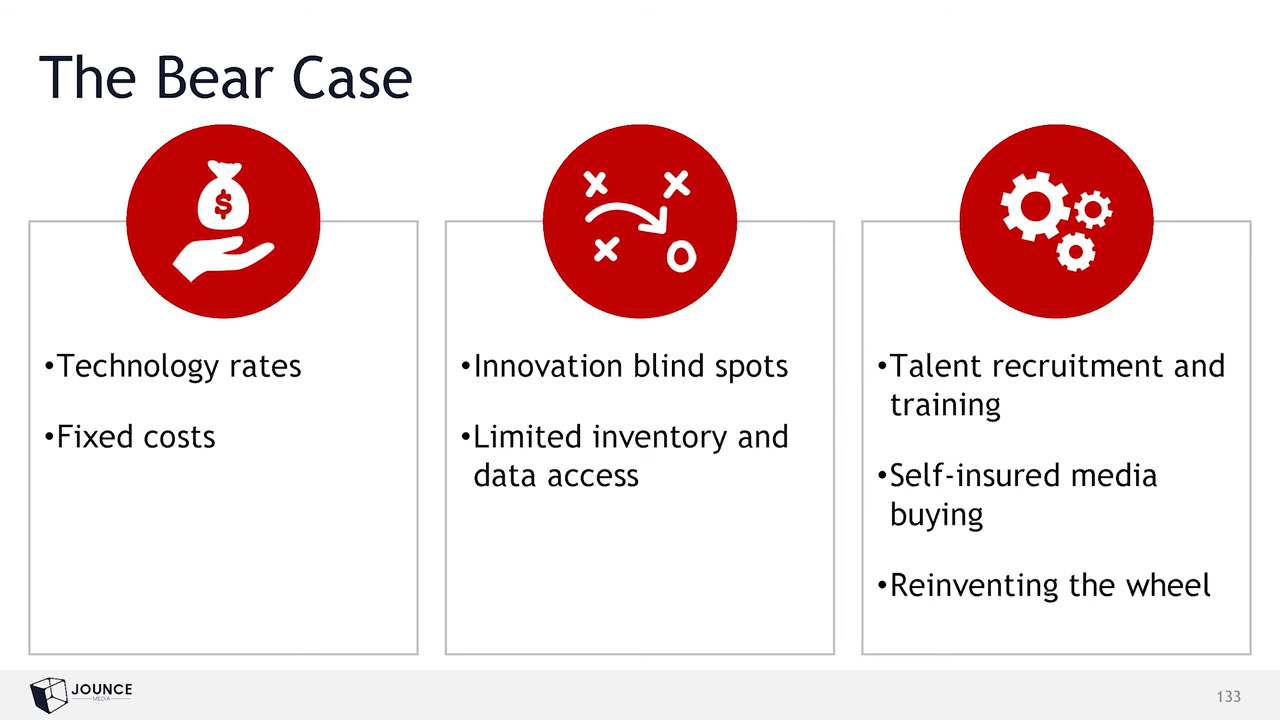 The Bear Case
$
•Technology rates
•Fixed costs
•Innovation blind spots
•Limited inventory and
data access
•Talent recruitment and
training
•Self-insured media
buying
•Reinventing the wheel
JOUNCE
MEDIA
133